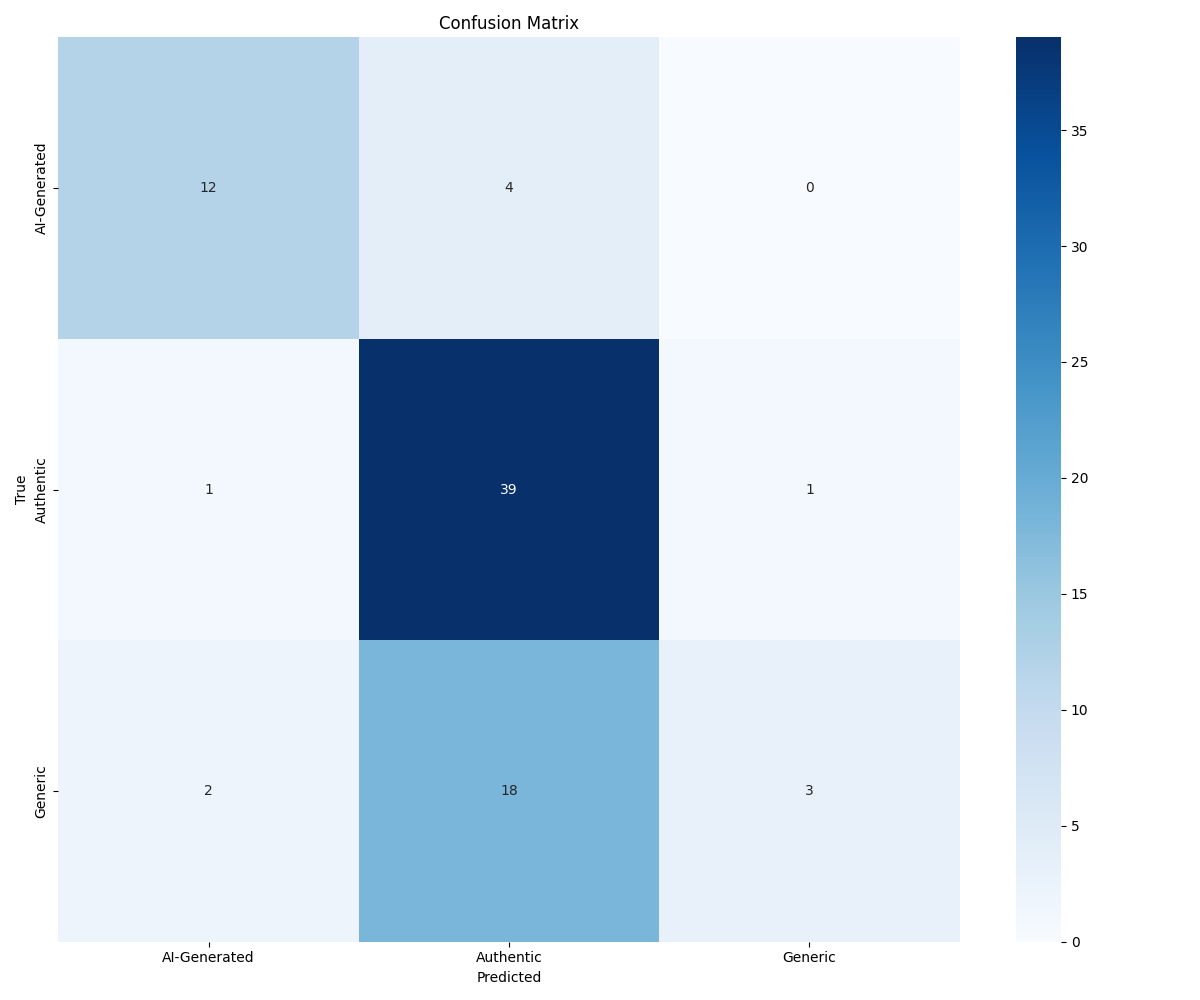 Confusion Matrix
True
AI-Generated
12
4
0
Authentic
1
39
1
Generic
2
18
3
AI-Generated
Authentic
Generic
Predicted
35
30
25
20
15
10
5
0